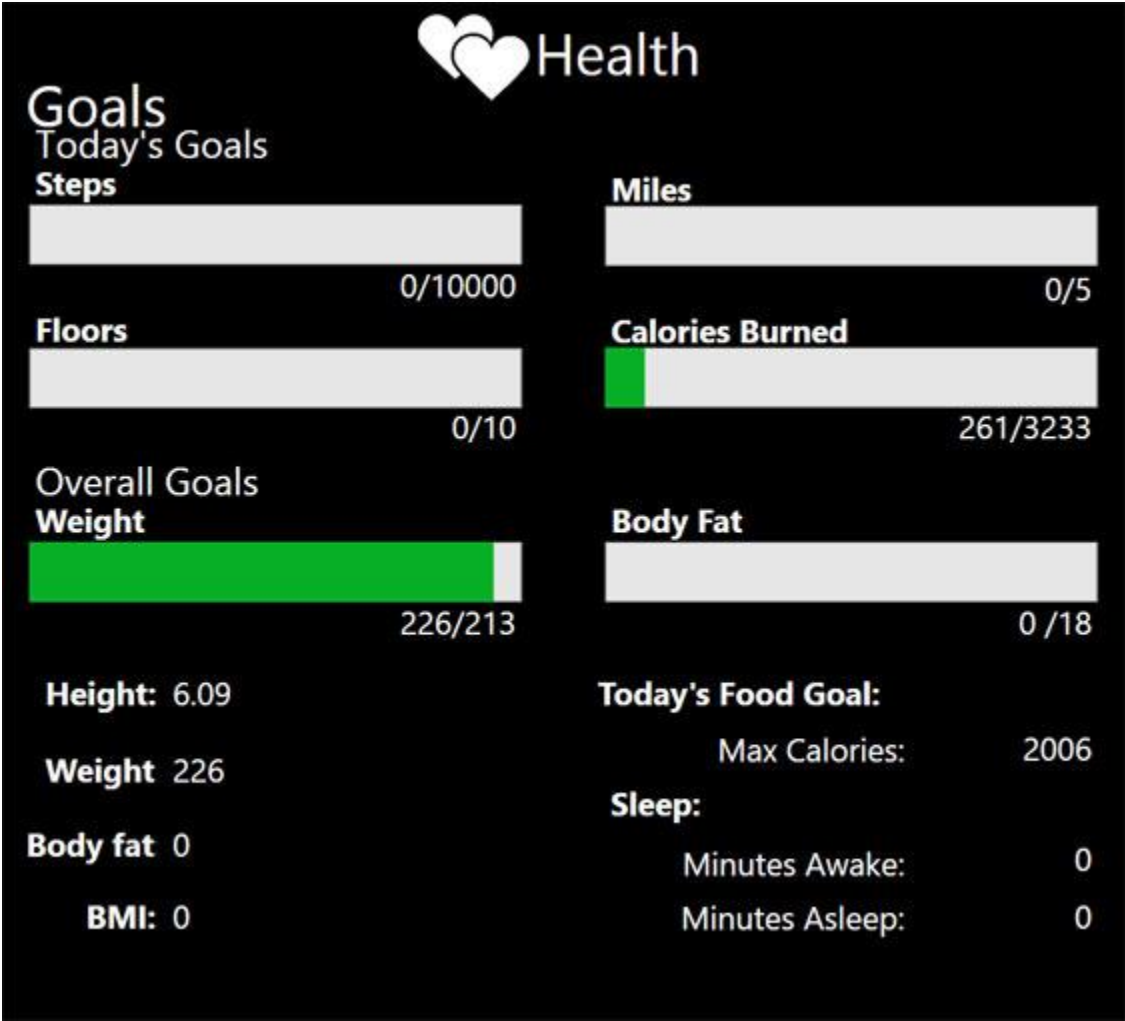 Health
Goals
Today's Goals
Steps
Miles
0/10000
0/5
Floors
Calories Burned
0/10
261/3233
Overall Goals
Weight
Body Fat
226/213
0 /18
Height: 6.09
Today's Food Goal:
Max Calories: 2006
Weight 226
Sleep:
Body fat 0
Minutes Awake: 0
BMI: 0
Minutes Asleep: 0